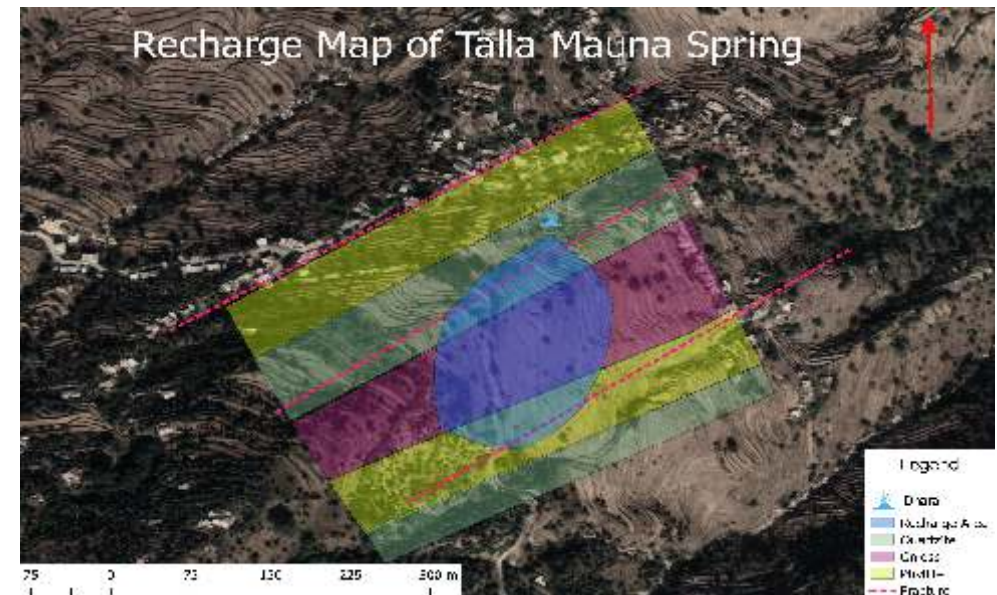 Recharge Map of Talla Mauna Spring
Legend
Dhara
Recharge Area
Quartzite
Gneiss
Fracture
75 0 75 150 225 300 m